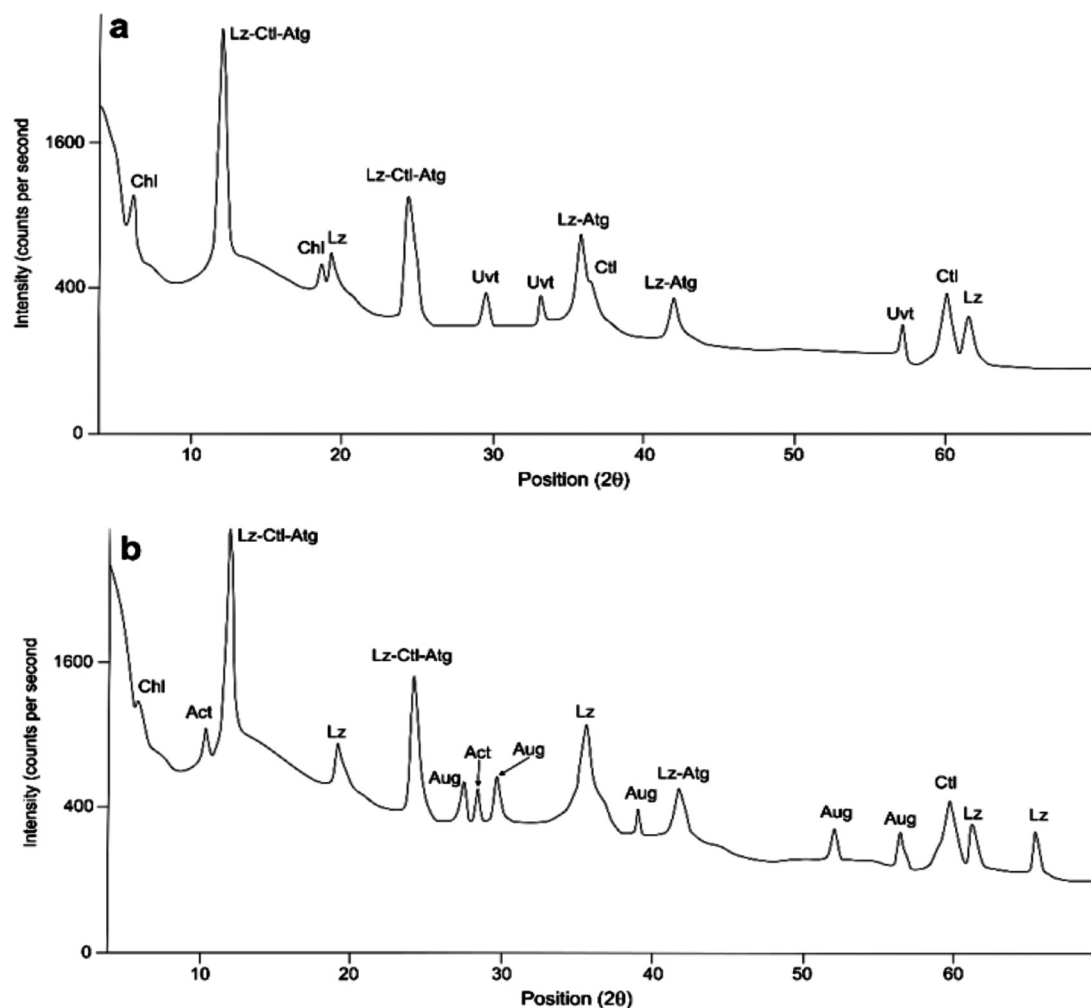 a
Lz-Ctl-Atg
Intensity (counts per second
1600
400
0
Chl
Chl
Lz
Lz-Ctl-Atg
Uvt
Uvt
Lz-Atg
Ctl
Lz-Atg
Uvt
Ctl
Lz
10
20
30
40
50
60
Position (2θ)
b
Lz-Ctl-Atg
Intensity (counts per second
1600
400
0
Chl
Act
Lz
Lz-Ctl-Atg
Aug
Act
Aug
Lz
Aug
Lz-Atg
Aug
Aug
Ctl
Lz
Lz
10
20
30
40
50
60
Position (2θ)